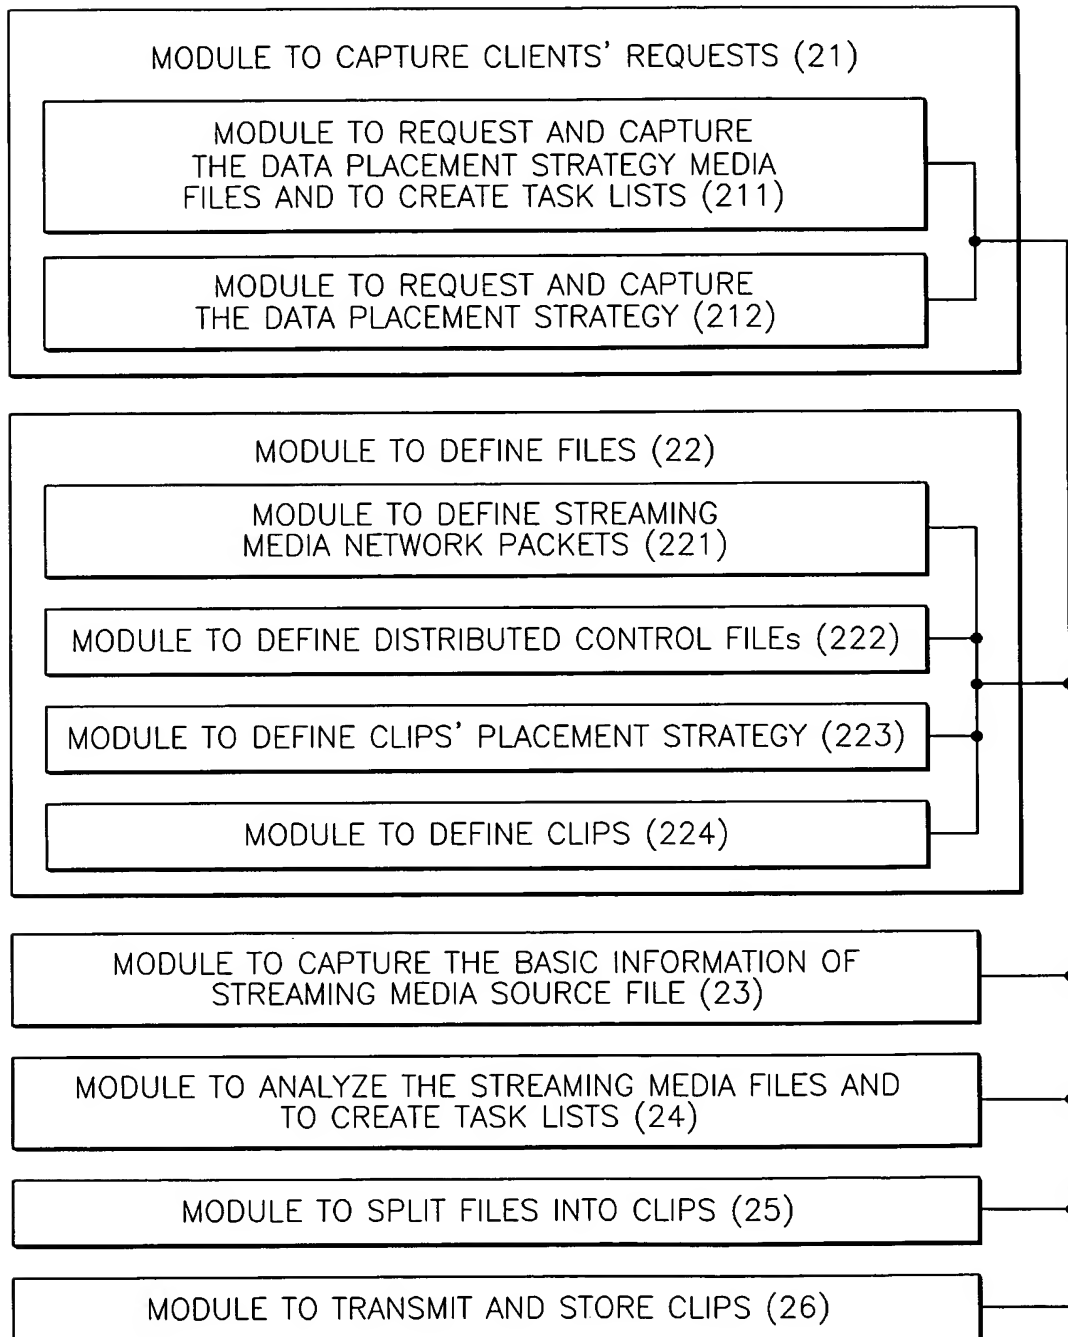 MODULE TO CAPTURE CLIENTS' REQUESTS (21)
MODULE TO REQUEST AND CAPTURE
THE DATA PLACEMENT STRATEGY MEDIA
FILES AND TO CREATE TASK LISTS (211)
MODULE TO REQUEST AND CAPTURE
THE DATA PLACEMENT STRATEGY (212)
MODULE TO DEFINE FILES (22)
MODULE TO DEFINE STREAMING
MEDIA NETWORK PACKETS (221)
MODULE TO DEFINE DISTRIBUTED CONTROL FILEs (222)
MODULE TO DEFINE CLIPS' PLACEMENT STRATEGY (223)
MODULE TO DEFINE CLIPS (224)
MODULE TO CAPTURE THE BASIC INFORMATION OF
STREAMING MEDIA SOURCE FILE (23)
MODULE TO ANALYZE THE STREAMING MEDIA FILES AND
TO CREATE TASK LISTS (24)
MODULE TO SPLIT FILES INTO CLIPS (25)
MODULE TO TRANSMIT AND STORE CLIPS (26)